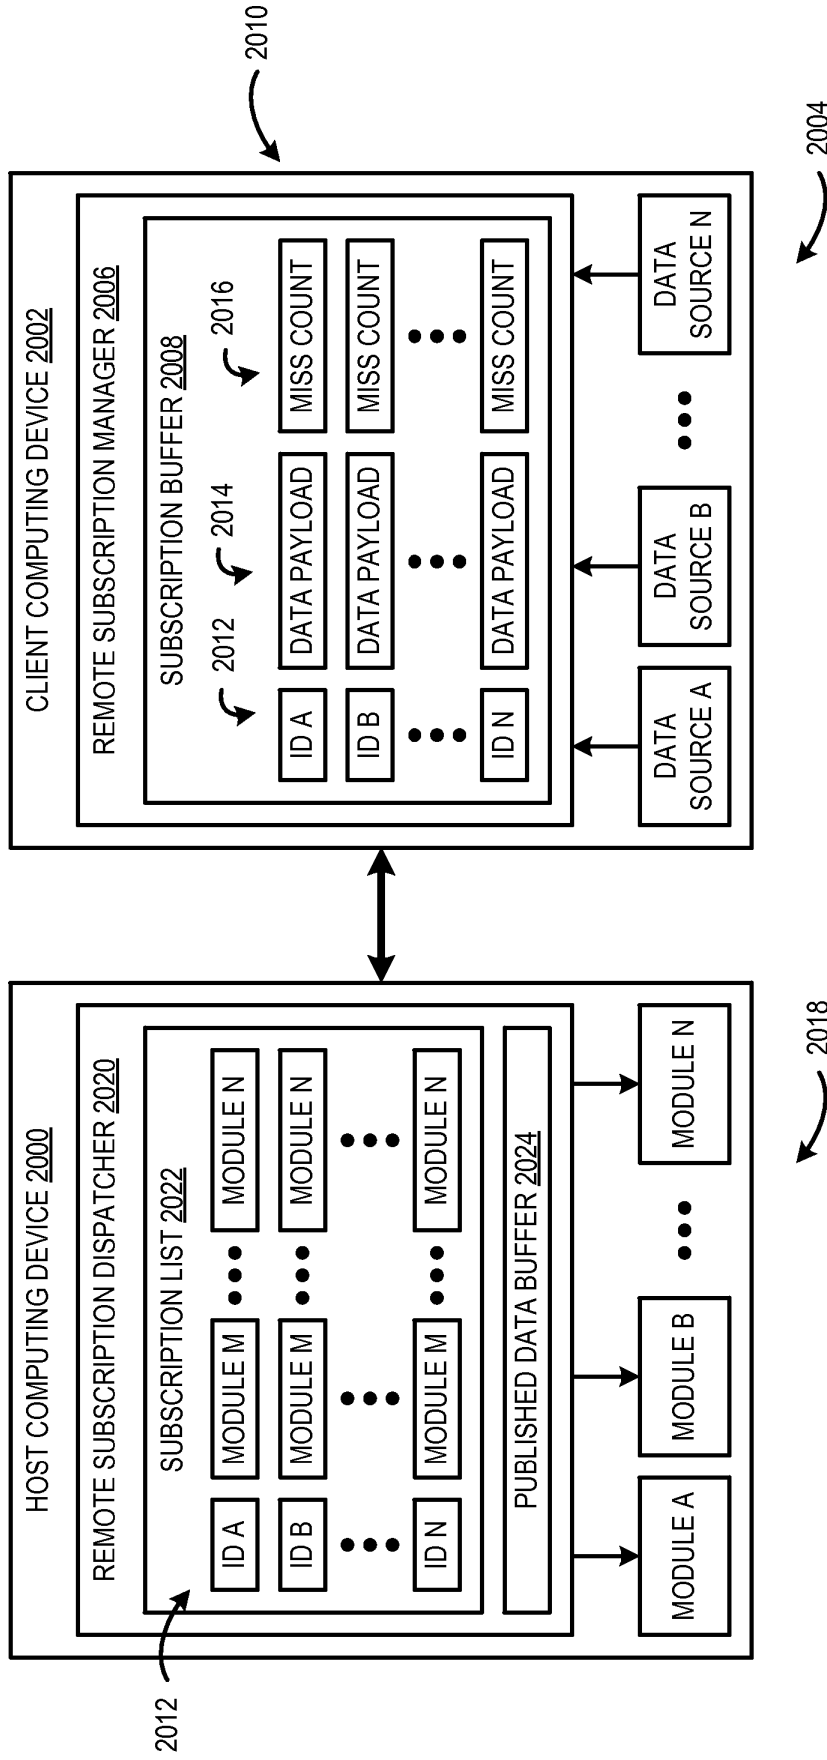 HOST COMPUTING DEVICE 2000
REMOTE SUBSCRIPTION DISPATCHER 2020
SUBSCRIPTION LIST 2022
2012
ID A MODULE M MODULE N
ID B MODULE M MODULE N
ID N MODULE M MODULE N
PUBLISHED DATA BUFFER 2024
MODULE A MODULE B MODULE N
2018
CLIENT COMPUTING DEVICE 2002
REMOTE SUBSCRIPTION MANAGER 2006
SUBSCRIPTION BUFFER 2008
2010
2012 2014 2016
ID A DATA PAYLOAD MISS COUNT
ID B DATA PAYLOAD MISS COUNT
ID N DATA PAYLOAD MISS COUNT
DATA DATA DATA
SOURCE A SOURCE B SOURCE N
2004